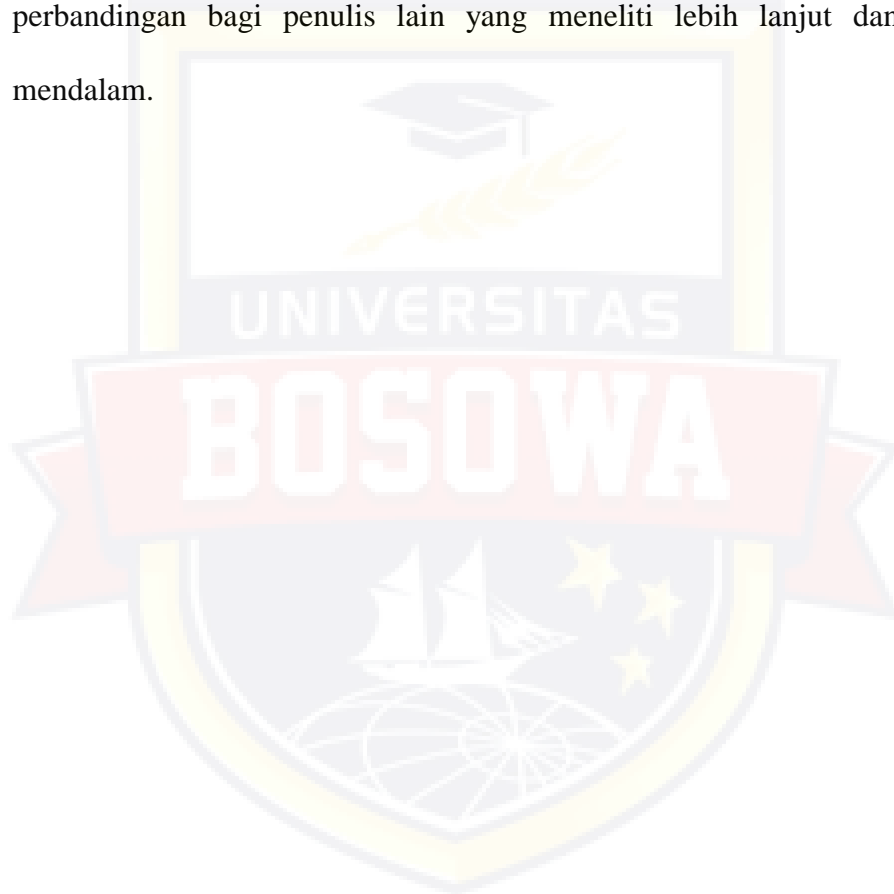 perbandingan bagi penulis lain yang meneliti lebih lanjut dan
mendalam.
UNIVERSITAS
BOSOWA